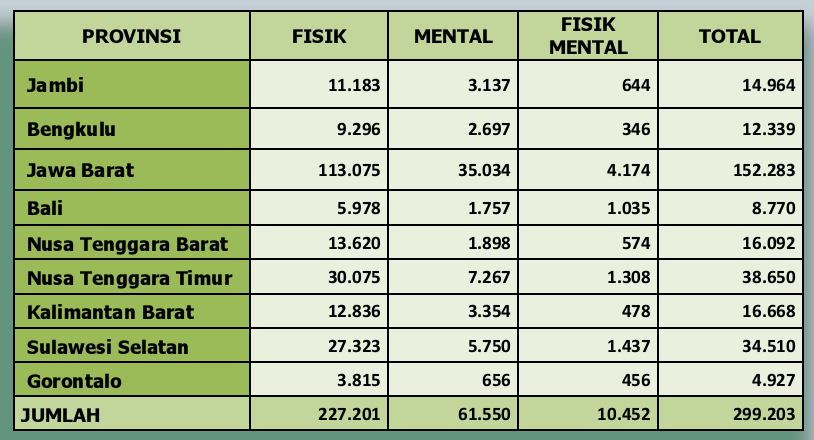 PROVINSI FISIK MENTAL FISIK MENTAL TOTAL
Jambi 11.183 3.137 644 14.964
Bengkulu 9.296 2.697 346 12.339
Jawa Barat 113.075 35.034 4.174 152.283
Bali 5.978 1.757 1.035 8.770
Nusa Tenggara Barat 13.620 1.898 574 16.092
Nusa Tenggara Timur 30.075 7.267 1.308 38.650
Kalimantan Barat 12.836 3.354 478 16.668
Sulawesi Selatan 27.323 5.750 1.437 34.510
Gorontalo 3.815 656 456 4.927
JUMLAH 227.201 61.550 10.452 299.203